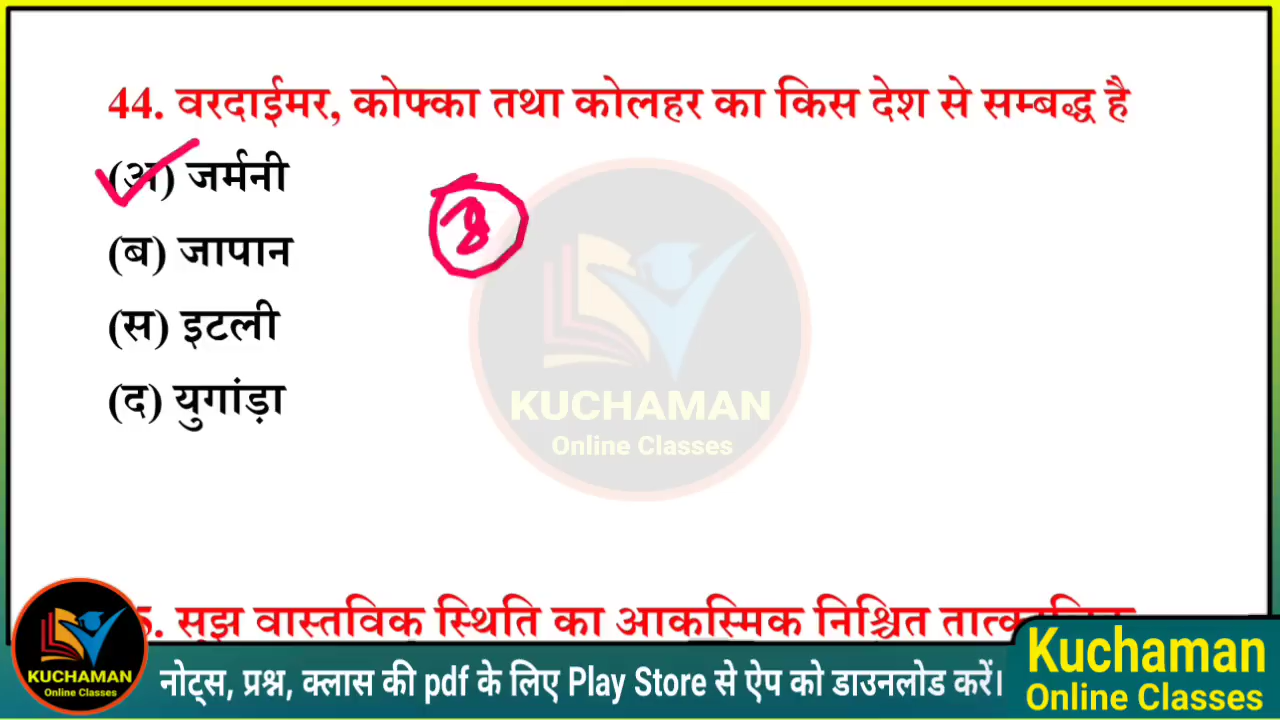 44. वरदाईमर, कोफ्का तथा कोलहर का किस देश से सम्बद्ध है
(अ) जर्मनी
(ब) जापान
(स) इटली
(द) युगांड़ा
KUCHAMAN
Online Classes
5. सूझ वास्तविक स्थिति का आकस्मिक निश्चित
KUCHAMAN
Online Classes
नोट्स, प्रश्न, क्लास की pdf के लिए Play Store से ऐप को डाउनलोड करें।
Kuchaman
Online Classes